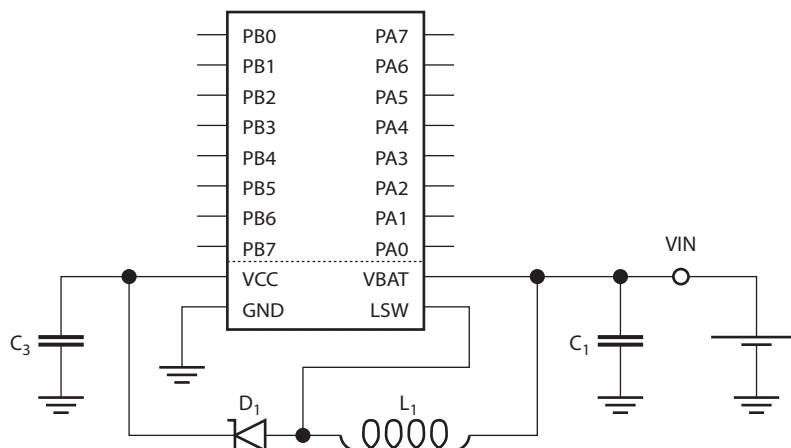 PB0 PA7
PB1 PA6
PB2 PA5
PB3 PA4
PB4 PA3
PB5 PA2
PB6 PA1
PB7 PA0
VIN
VCC VBAT
GND LSW
C₃
C₁
D₁
L₁